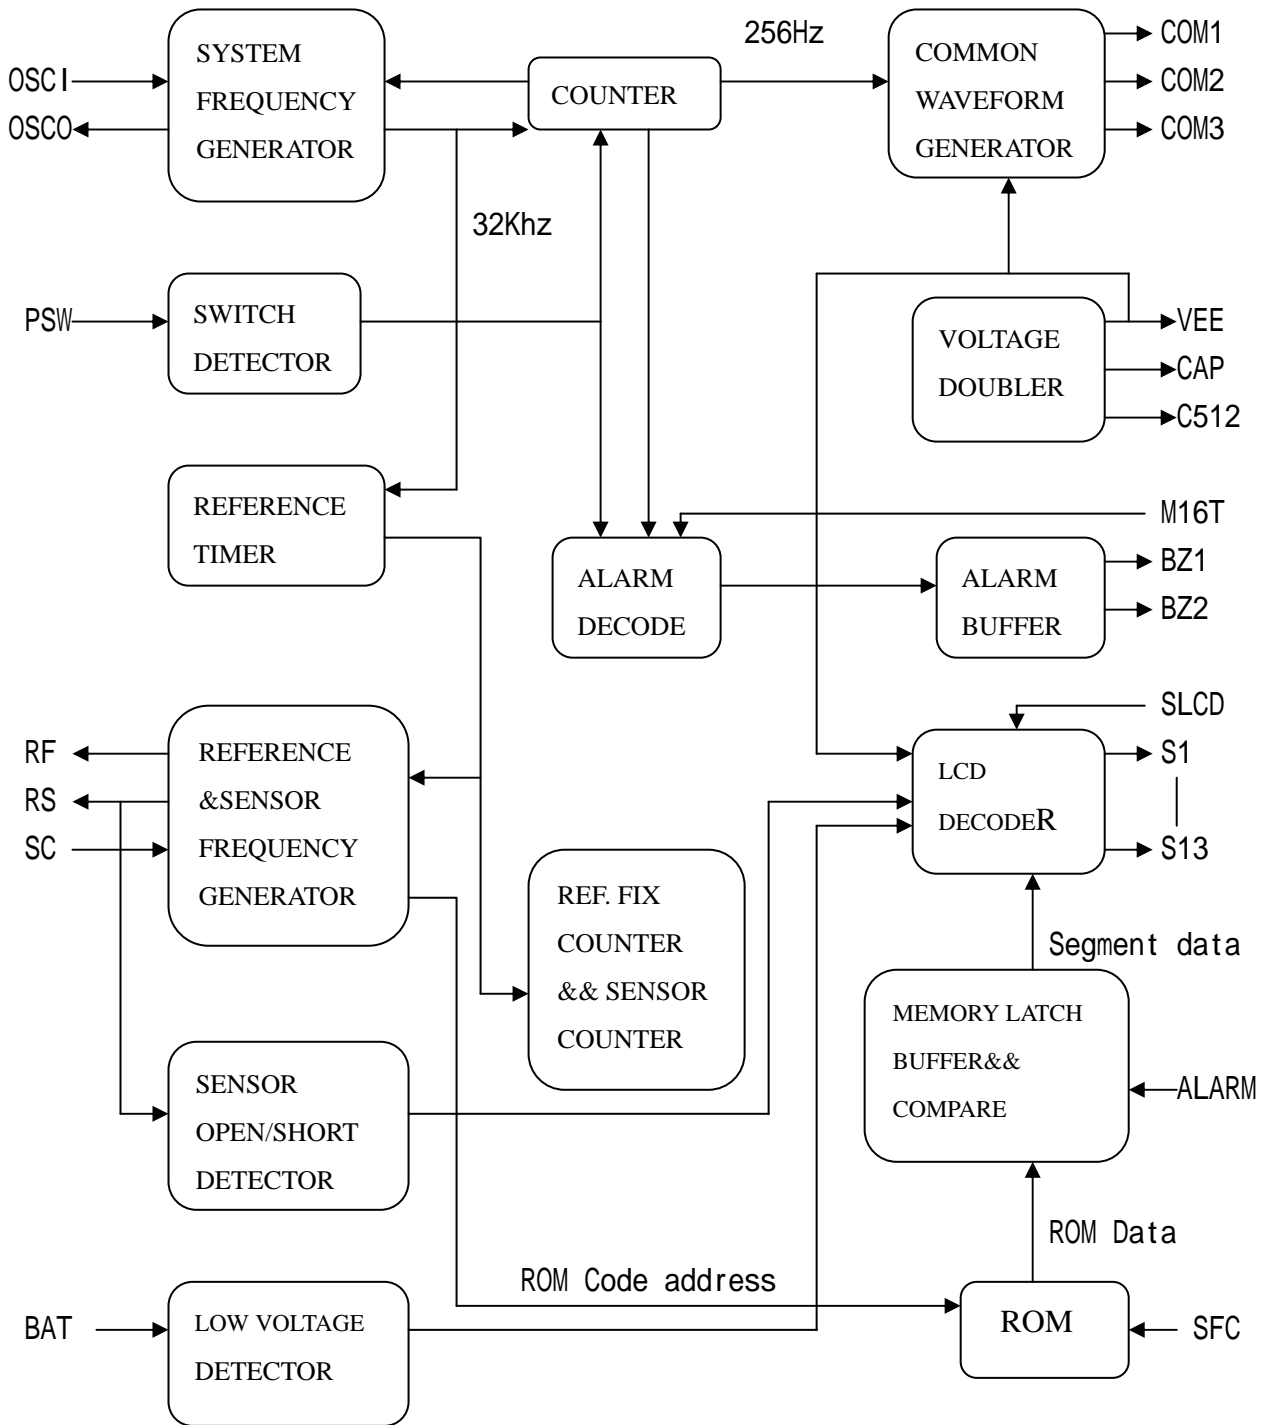 256Hz
OSCI
OSCO
SYSTEM
FREQUENCY
GENERATOR
COUNTER
COMMON
WAVEFORM
GENERATOR
COM1
COM2
COM3
32Khz
PSW
SWITCH
DETECTOR
VOLTAGE
DOUBLER
VEE
CAP
C512
REFERENCE
TIMER
M16T
ALARM
DECODE
ALARM
BUFFER
BZ1
BZ2
SLCD
RF
RS
SC
REFERENCE
&SENSOR
FREQUENCY
GENERATOR
LCD
DECODER
S1
S13
REF. FIX
COUNTER
&& SENSOR
COUNTER
Segment data
MEMORY LATCH
BUFFER&&
COMPARE
ALARM
SENSOR
OPEN/SHORT
DETECTOR
ROM Data
ROM Code address
BAT
LOW VOLTAGE
DETECTOR
ROM
SFC